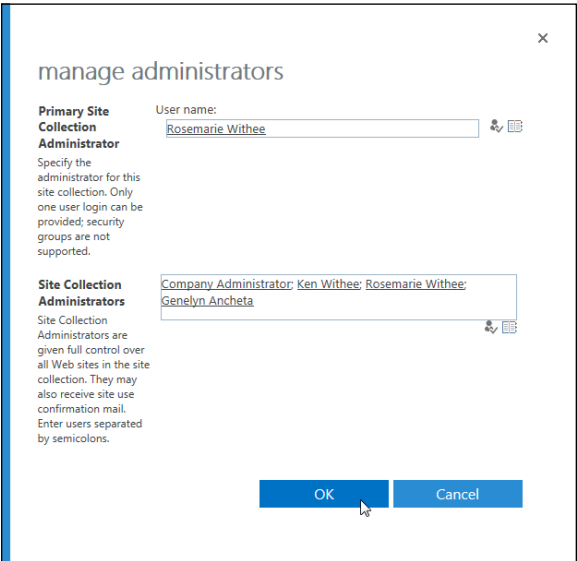 manage administrators
Primary Site
Collection
Administrator
Specify the
administrator for this
site collection. Only
one user login can be
provided; security
groups are not
supported.
User name:
Rosemarie Withee
Site Collection
Administrators
Site Collection
Administrators are
given full control over
all Web sites in the site
collection. They may
also receive site use
confirmation mail.
Enter users separated
by semicolons.
Company Administrator; Ken Withee; Rosemarie Withee;
Genelyn Ancheta
OK
Cancel